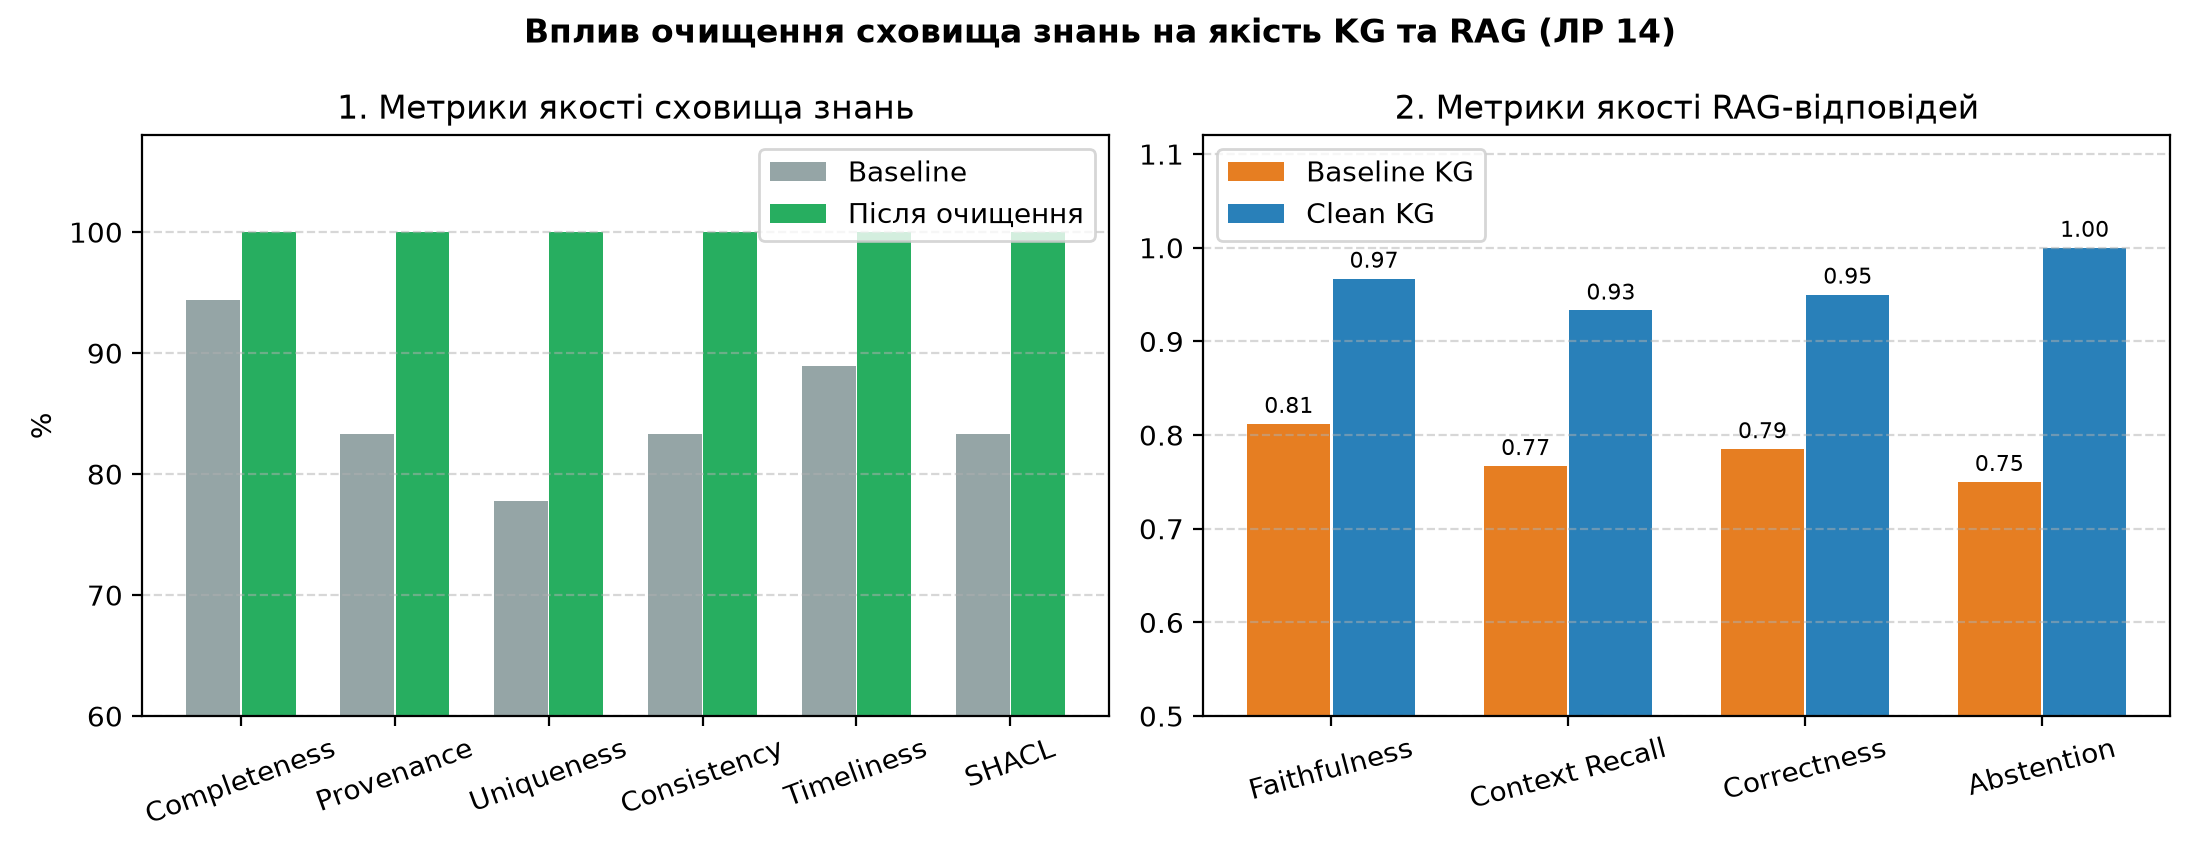 Вплив очищення сховища знань на якість KG та RAG (ЛР 14)
1. Метрики якості сховища знань
Baseline
Після очищення
%
100
90
80
70
60
Completeness
Provenance
Uniqueness
Consistency
Timeliness
SHACL
2. Метрики якості RAG-відповідей
Baseline KG
Clean KG
1.1
1.0
0.9
0.8
0.7
0.6
0.5
0.81
0.97
0.77
0.93
0.79
0.95
0.75
1.00
Faithfulness
Context Recall
Correctness
Abstention